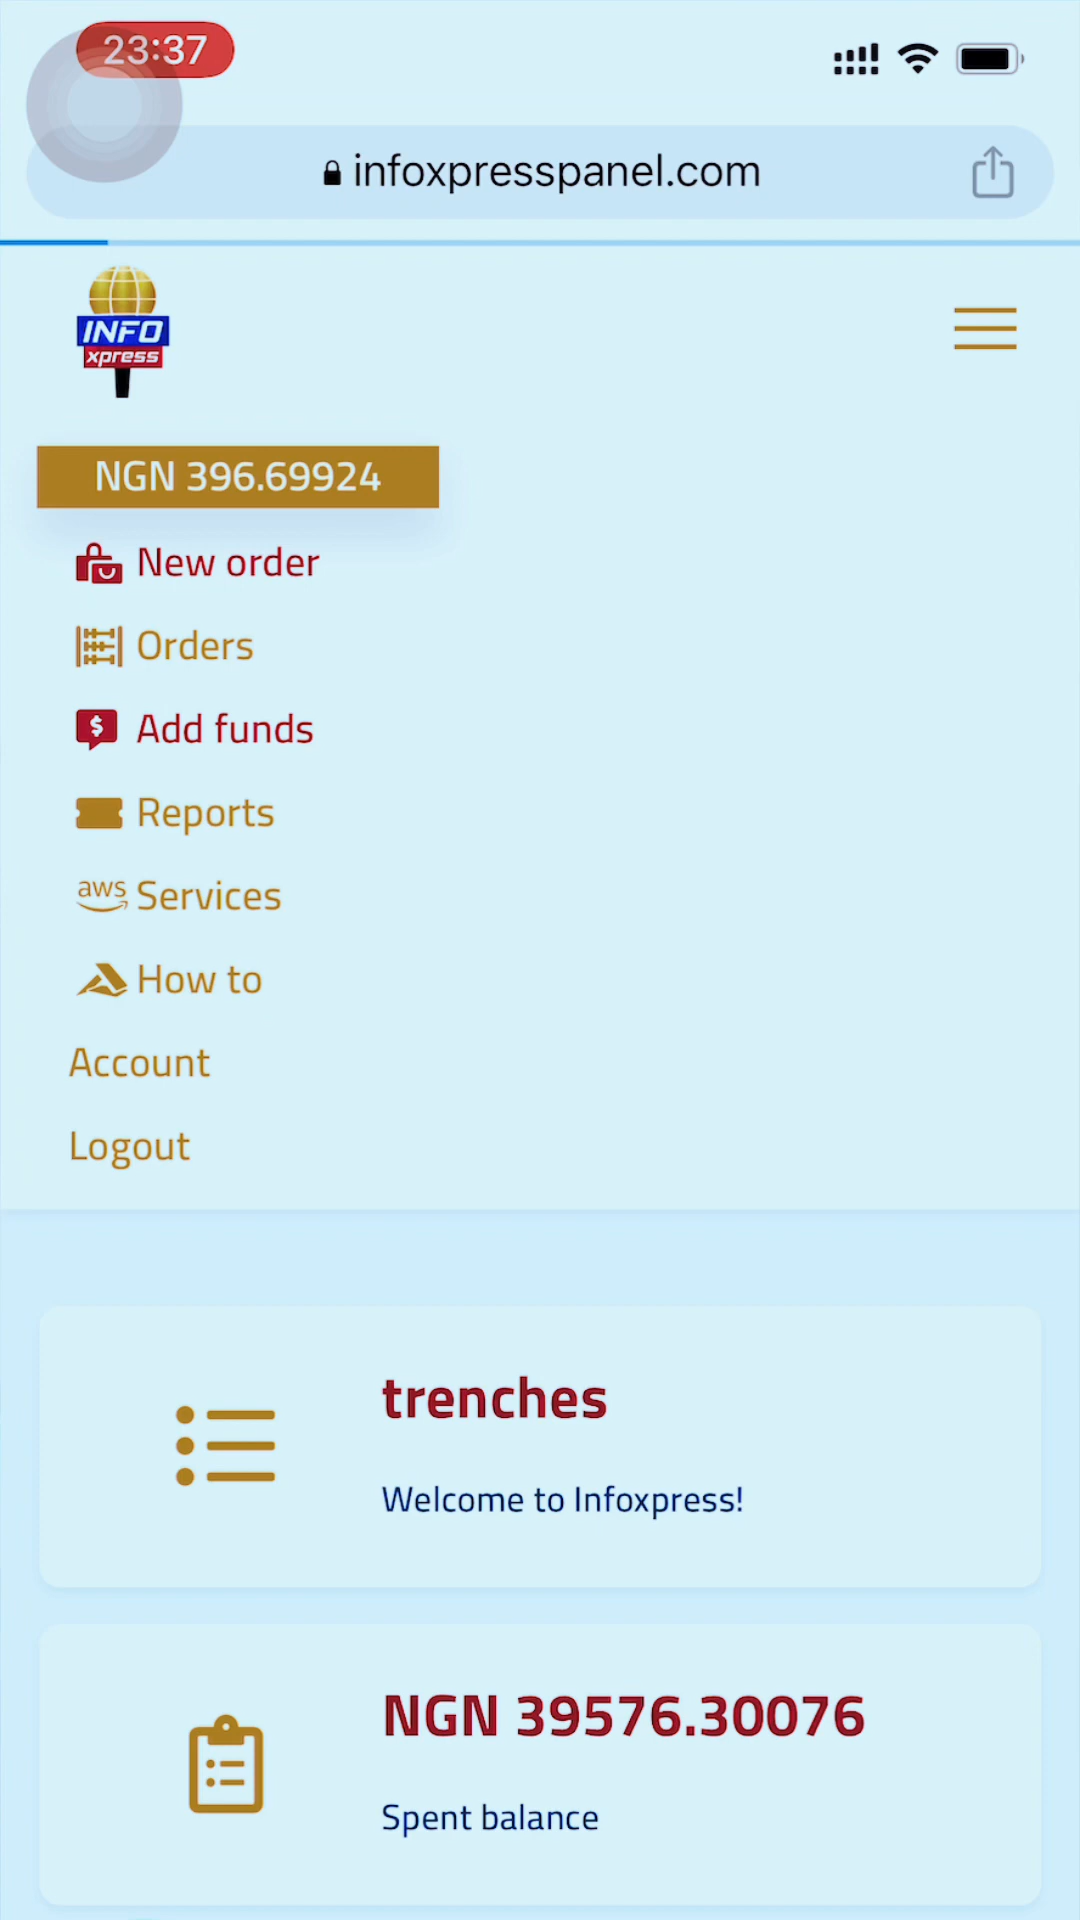 23:37
infoxpresspanel.com
INFO
xpress
NGN 396.69924
New order
Orders
$ Add funds
Reports
aws Services
How to
Account
Logout
trenches
Welcome to Infoxpress!
NGN 39576.30076
Spent balance